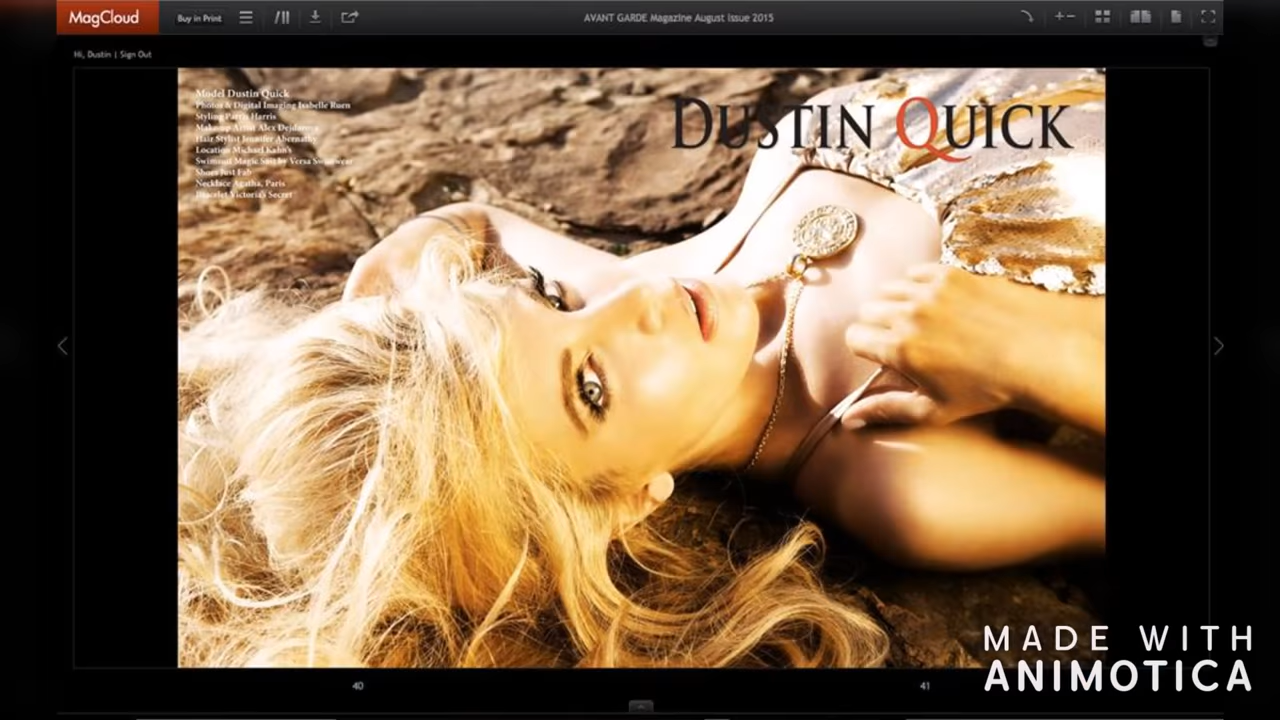 MagCloud
Buy in Print
AVANT GARDE Magazine August Issue 2015
Hi, Dustin | Sign Out
Model Dustin Quick
Photos & Digital Imaging Isabelle Ruen
Styling Parris Harris
Makeup Artist Alex Dejdarova
Hair Stylist Jennifer Abernathy
Location Michael Kuhn's
Swimsuit Magic Suit by Versa Swimwear
Shoes Just Fab
Necklace Agatha, Paris
Bracelet Victoria's Secret
DUSTIN QUICK
40
41
MADE WITH
ANIMOTICA